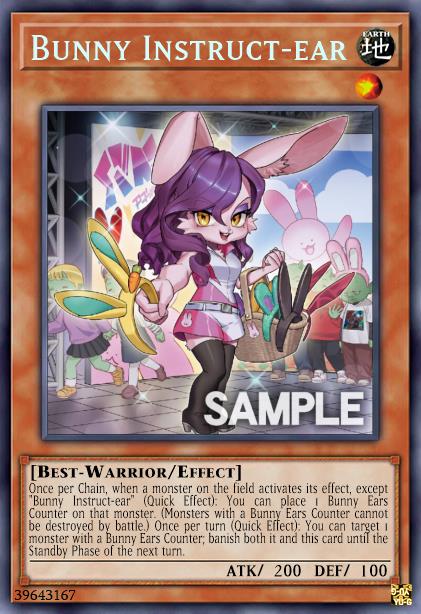 Bunny Instruct-ear
EARTH
地
SAMPLE
[Best-Warrior/Effect]
Once per Chain, when a monster on the field activates its effect, except
"Bunny Instruct-ear" (Quick Effect): You can place 1 Bunny Ears
Counter on that monster. (Monsters with a Bunny Ears Counter cannot
be destroyed by battle.) Once per turn (Quick Effect): You can target 1
monster with a Bunny Ears Counter; banish both it and this card until the
Standby Phase of the next turn.
ATK/ 200 DEF/ 100
39643167